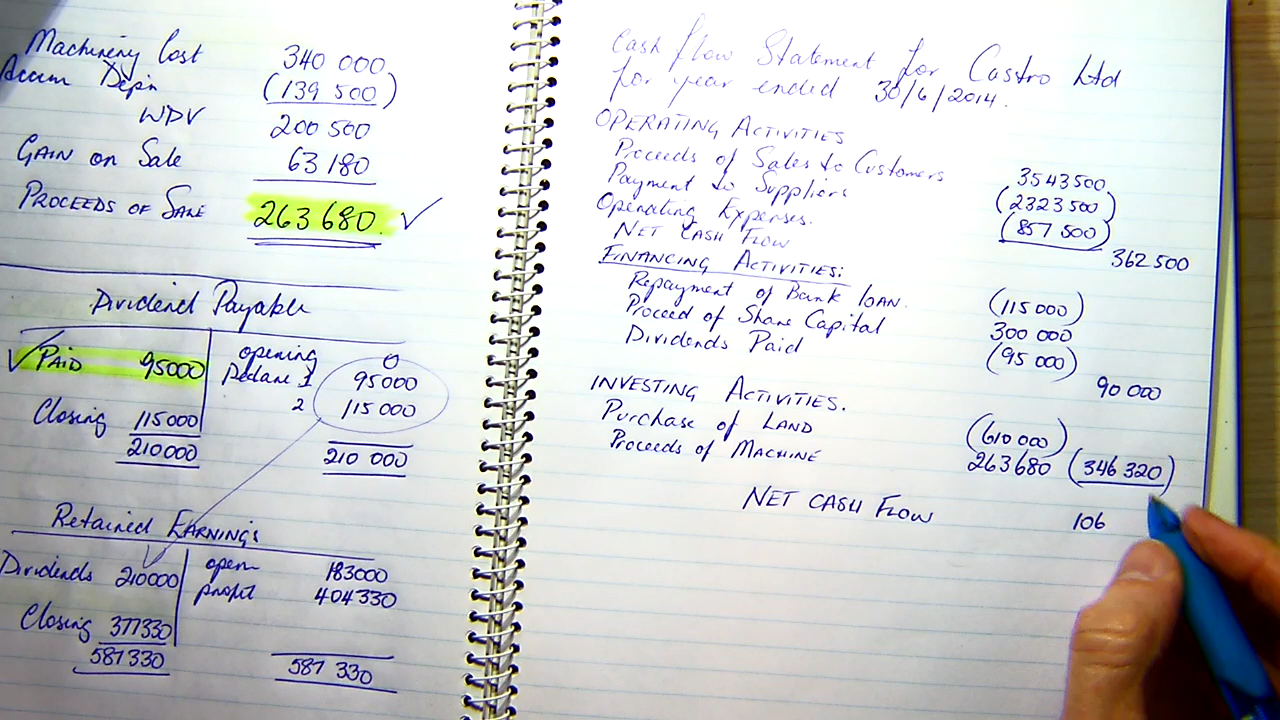 Machinery Cost 340 000
Accum Depn (139 500)
WDV 200 500
GAIN on Sale 63 180
PROCEEDS OF SALE 263 680.
Dividend Payable
PAID 95000 opening 0
Declare 1 95000
Closing 115000 2 115 000
210000 210 000
Retained EARNINGS
Dividends 210000 open 183000
profit 404330
Closing 377330
587330 587 330
Cash flow Statement for Castro Ltd
for year ended 30/6/2014.
OPERATING ACTIVITIES
Proceeds of Sales to Customers 3543500
Payment to Suppliers (2323500)
Operating Expenses. (857 500)
NET CASH FLOW 362 500
FINANCING ACTIVITIES:
Repayment of Bank loan. (115 000)
Proceed of Share Capital 300 000
Dividends Paid (95 000)
90 000
INVESTING ACTIVITIES.
Purchase of LAND (610 000)
Proceeds of MACHINE 263680 (346 320)
NET CASH FLOW 106